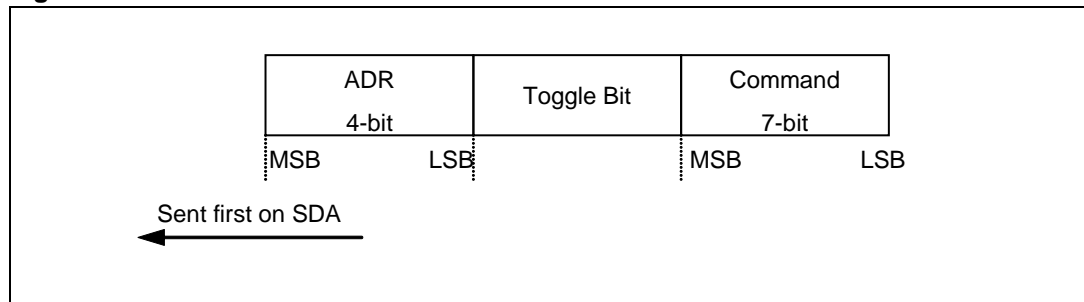 ADR
4-bit
Toggle Bit
Command
7-bit
MSB
LSB
MSB
LSB
Sent first on SDA